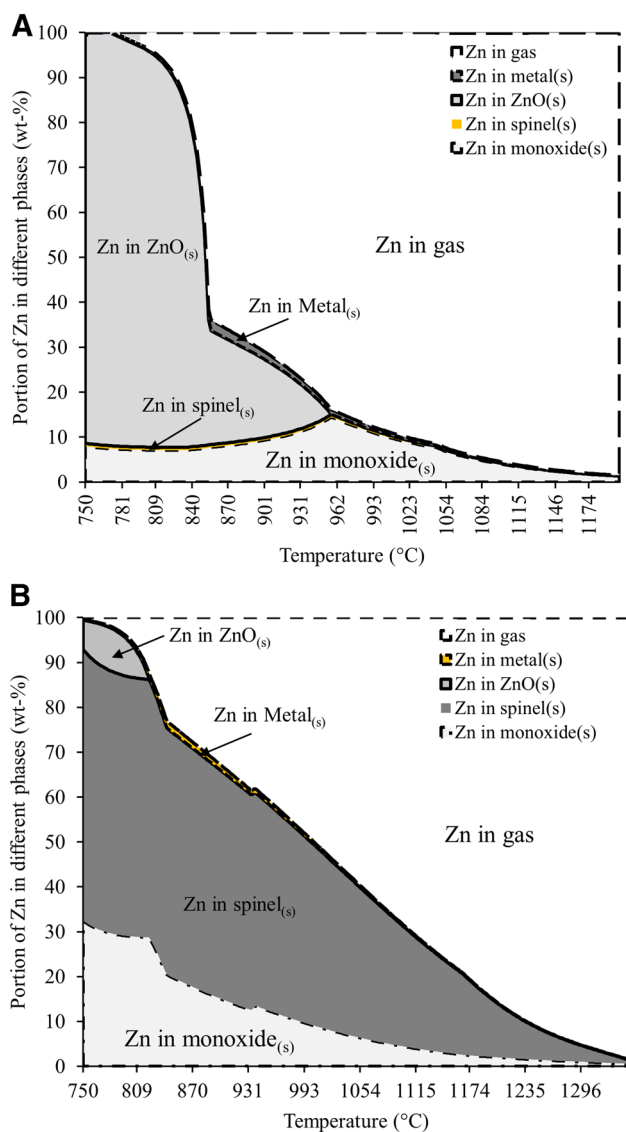 A
100
90
80
70
60
50
40
30
20
10
0
Portion of Zn in different phases (wt-%)
Zn in gas
Zn in metal(s)
Zn in ZnO(s)
Zn in spinel(s)
Zn in monoxide(s)
Zn in ZnO(s)
Zn in gas
Zn in Metal(s)
Zn in spinel(s)
Zn in monoxide(s)
750 781 809 840 870 901 931 962 993 1023 1054 1084 1115 1145 1174
Temperature (°C)
B
100
90
80
70
60
50
40
30
20
10
0
Portion of Zn in different phases (wt-%)
Zn in gas
Zn in metal(s)
Zn in ZnO(s)
Zn in spinel(s)
Zn in monoxide(s)
Zn in ZnO(s)
Zn in Metal(s)
Zn in gas
Zn in spinel(s)
Zn in monoxide(s)
750 809 870 931 993 1054 1115 1174 1235 1296
Temperature (°C)